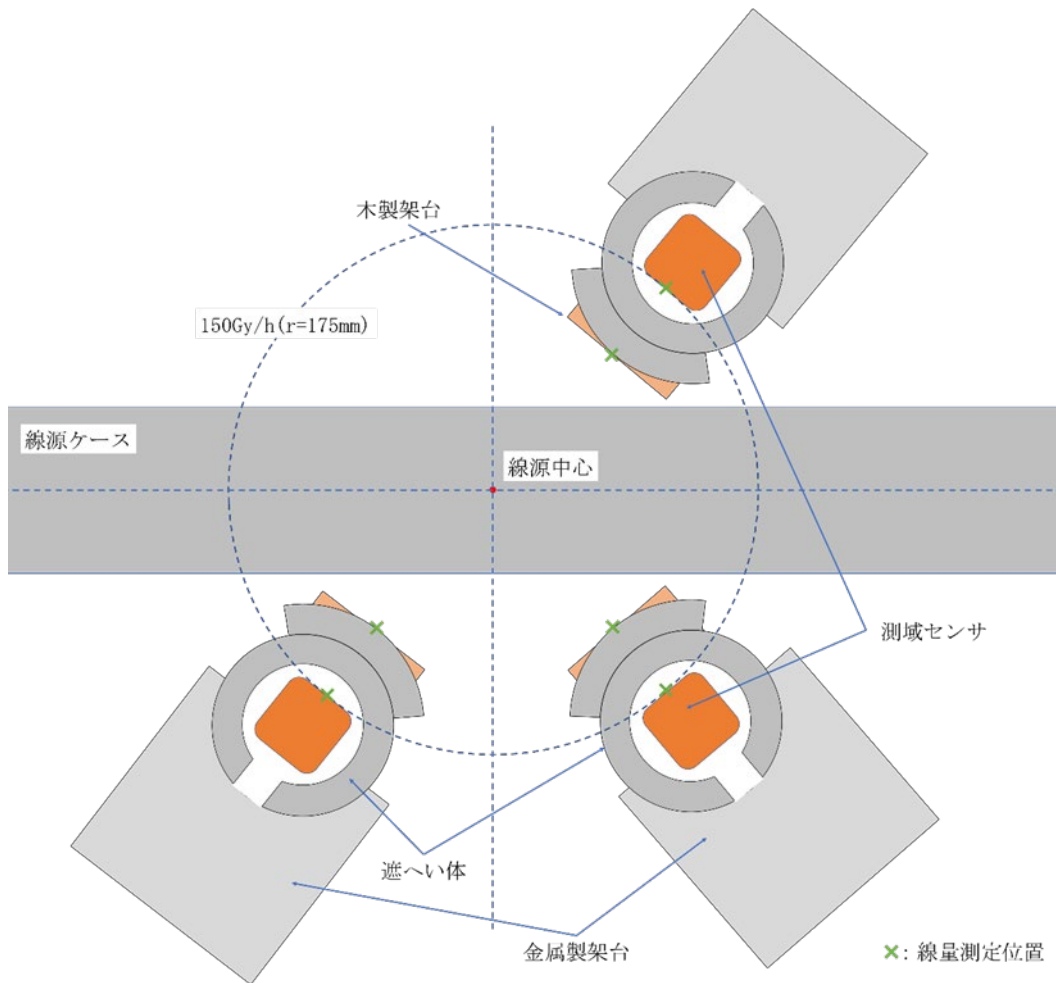 木製架台
150Gy/h(r=175mm)
線源ケース
線源中心
測域センサ
遮へい体
金属製架台
×: 線量測定位置